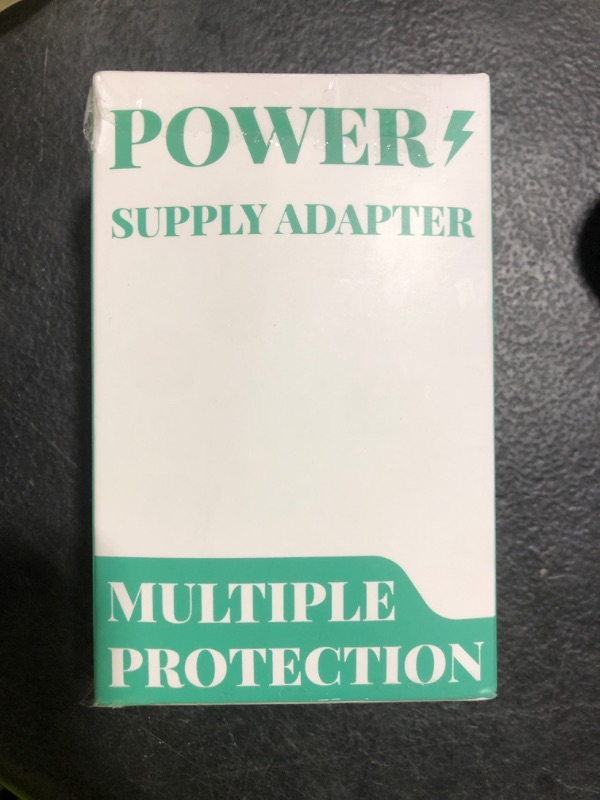 POWER
SUPPLY ADAPTER
MULTIPLE
PROTECTION